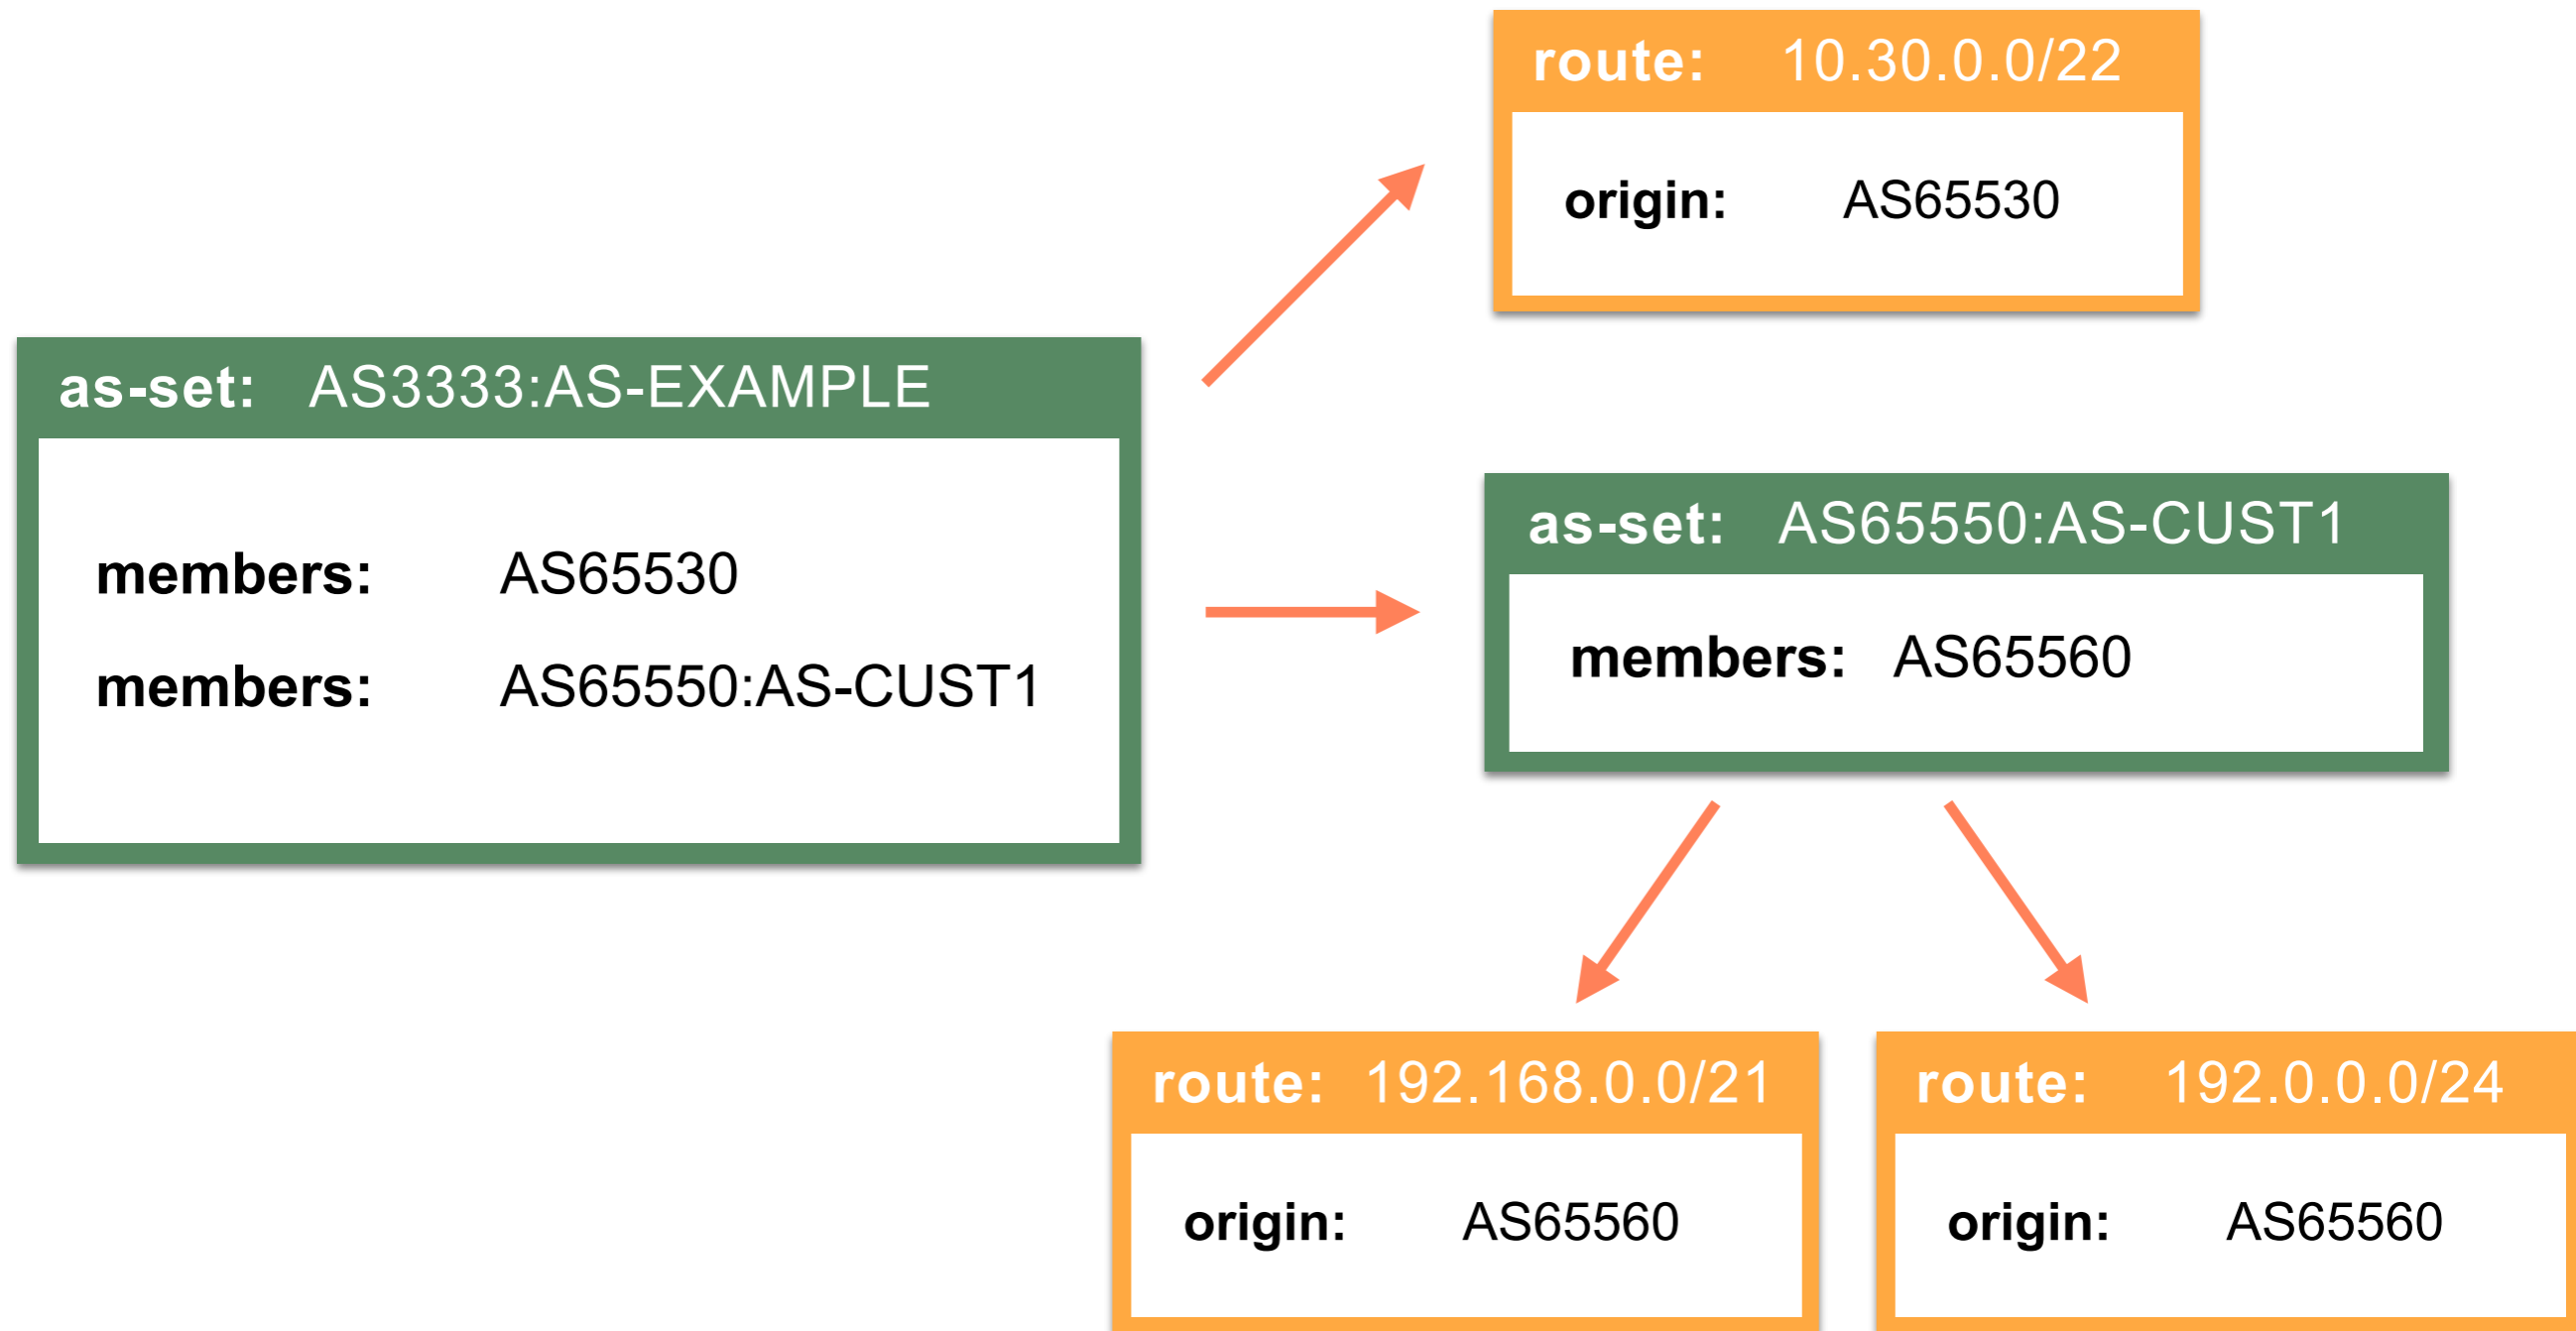 route: 10.30.0.0/22
origin: AS65530
as-set: AS3333:AS-EXAMPLE
members: AS65530
members: AS65550:AS-CUST1
as-set: AS65550:AS-CUST1
members: AS65560
route: 192.168.0.0/21
origin: AS65560
route: 192.0.0.0/24
origin: AS65560